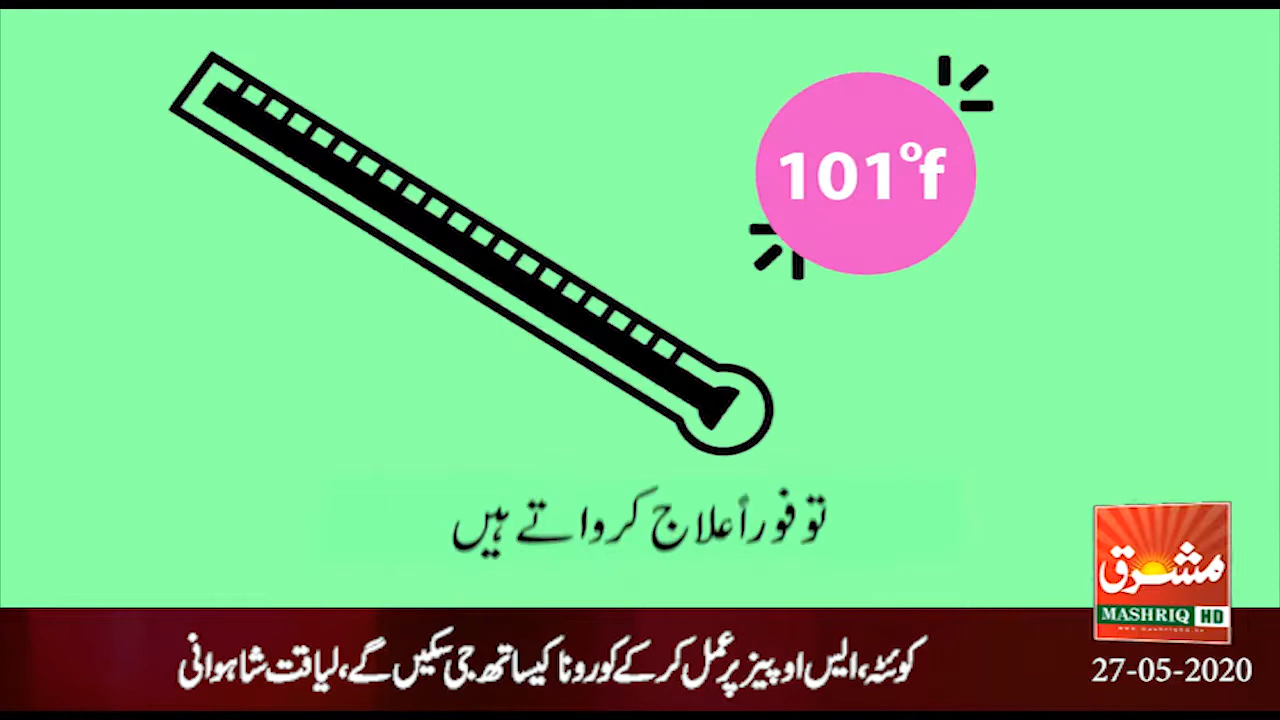 101°f
تو فوراً علاج کرواتے ہیں
مشرق
MASHRIQ HD
کوئٹہ، ایس او پیز پر عمل کر کے کورونا کیساتھ جی سکیں گے، لیاقت شاہوانی
27-05-2020